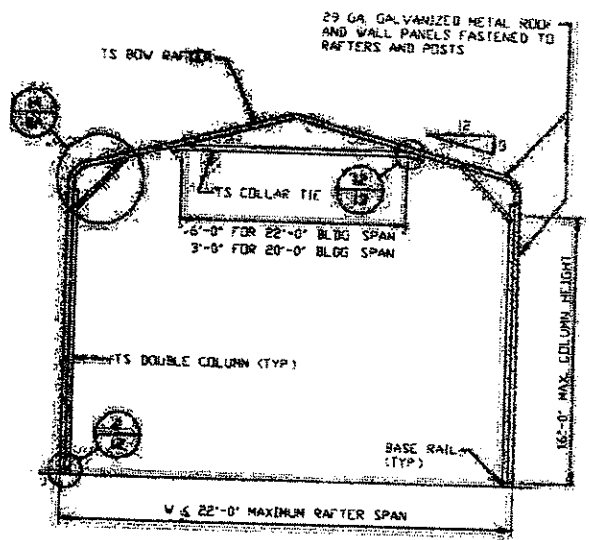 29 GA. GALVANIZED METAL ROOF
AND WALL PANELS FASTENED TO
RAFTERS AND POSTS
TS BOW RAFTER
12
3
TS COLLAR TIE
6'-0" FOR 22'-0" BLDG SPAN
3'-0" FOR 20'-0" BLDG SPAN
16'-0" MAX. COLUMN HEIGHT
TS DOUBLE COLUMN (TYP)
BASE RAIL
(TYP)
W ≤ 22'-0" MAXIMUM RAFTER SPAN